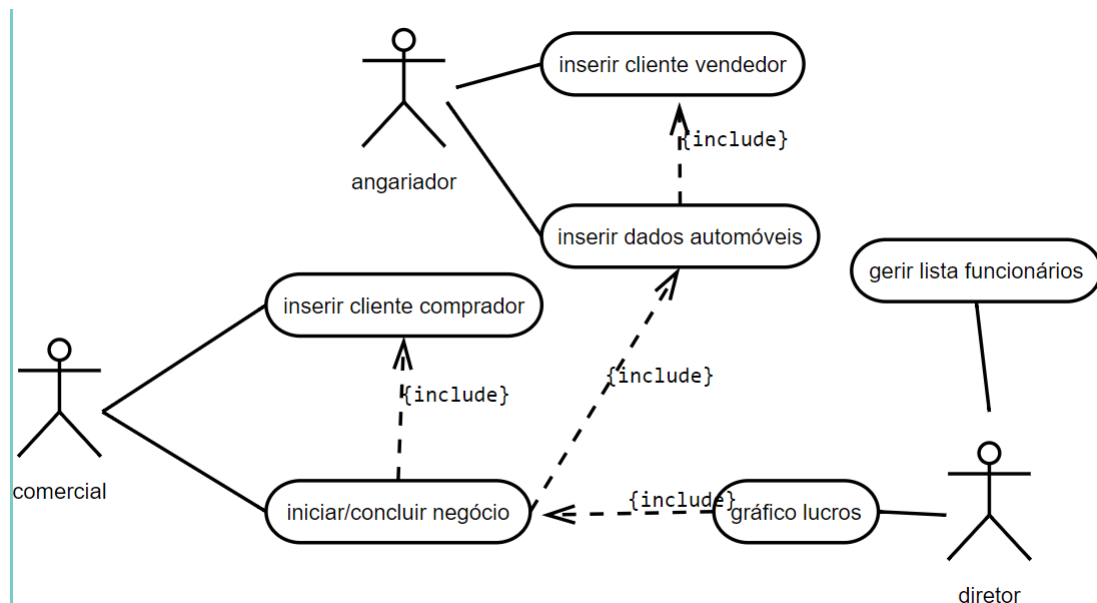 inserir cliente vendedor
{include}
angariador
inserir dados automóveis
gerir lista funcionários
inserir cliente comprador
{include}
{include}
comercial
iniciar/concluir negócio
{include}
gráfico lucros
diretor